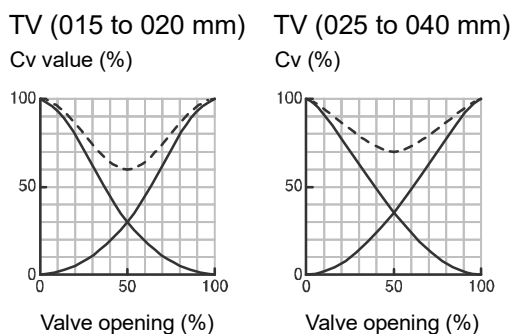 TV (015 to 020 mm)
Cv value (%)
100
50
0
0 50 100
Valve opening (%)
TV (025 to 040 mm)
Cv (%)
100
50
0
0 50 100
Valve opening (%)